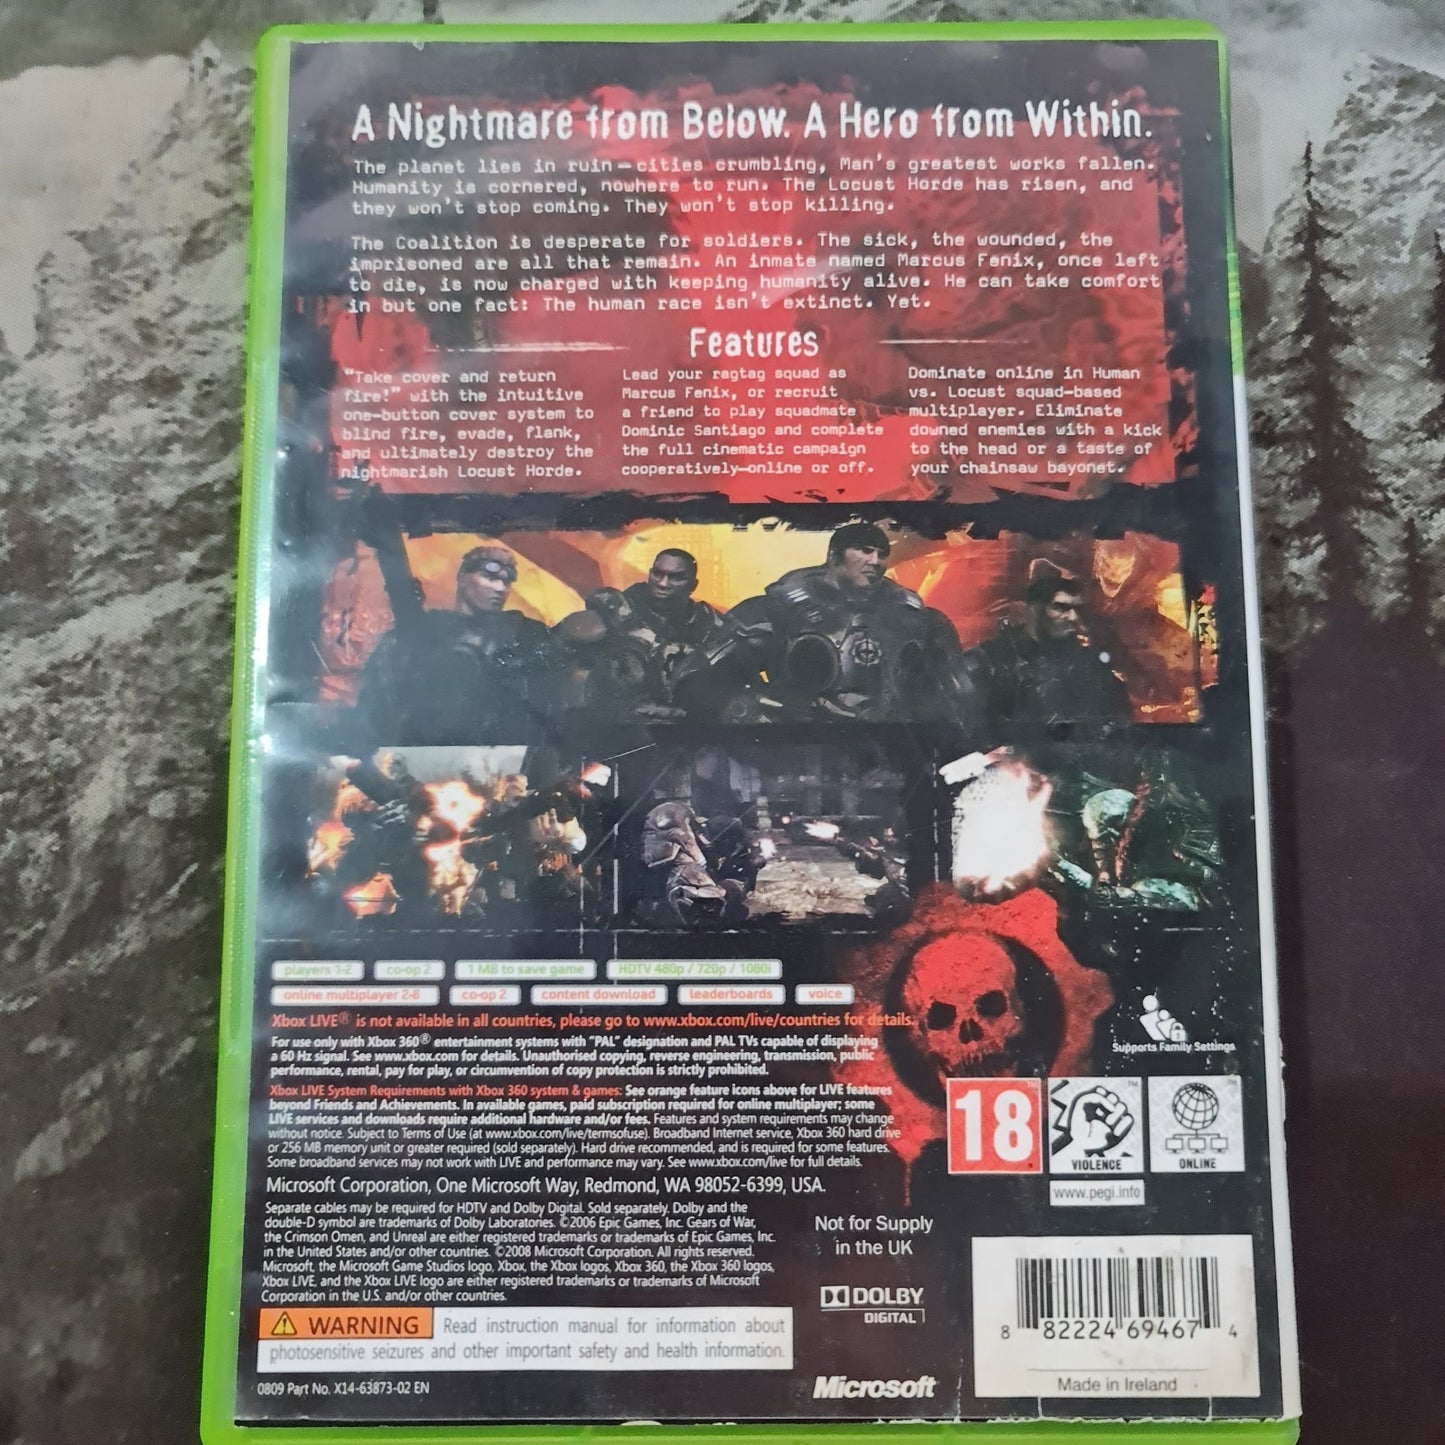 A Nightmare from Below. A Hero from Within.
The planet lies in ruin—cities crumbling, Man's greatest works fallen.
Humanity is cornered, nowhere to run. The Locust Horde has risen, and
they won't stop coming. They won't stop killing.
The Coalition is desperate for soldiers. The sick, the wounded, the
imprisoned are all that remain. An inmate named Marcus Fenix, once left
to die, is now charged with keeping humanity alive. He can take comfort
in but one fact: The human race isn't extinct. Yet.
Features
"Take cover and return
fire!" with the intuitive
one-button cover system to
blind fire, evade, flank,
and ultimately destroy the
nightmarish Locust Horde.
Lead your ragtag squad as
Marcus Fenix, or recruit
a friend to play squadmate
Dominic Santiago and complete
the full cinematic campaign
cooperatively—online or off.
Dominate online in Human
vs. Locust squad-based
multiplayer. Eliminate
downed enemies with a kick
to the head or a taste of
your chainsaw bayonet.
players 1-2 co-op 2 1 MB to save game HDTV 480p / 720p / 1080i
online multiplayer 2-8 co-op 2 content download leaderboards voice
Xbox LIVE® is not available in all countries, please go to www.xbox.com/live/countries for details.
For use only with Xbox 360® entertainment systems with "PAL" designation and PAL TVs capable of displaying
a 60 Hz signal. See www.xbox.com for details. Unauthorised copying, reverse engineering, transmission, public
performance, rental, pay for play, or circumvention of copy protection is strictly prohibited.
Xbox LIVE System Requirements with Xbox 360 system & games: See orange feature icons above for LIVE features
beyond Friends and Achievements. In available games, paid subscription required for online multiplayer; some
LIVE services and downloads require additional hardware and/or fees. Features and system requirements may change
without notice. Subject to Terms of Use (at www.xbox.com/live/termsofuse). Broadband Internet service, Xbox 360 hard drive
or 256 MB memory unit or greater required (sold separately). Hard drive recommended, and is required for some features.
Some broadband services may not work with LIVE and performance may vary. See www.xbox.com/live for full details.
Microsoft Corporation, One Microsoft Way, Redmond, WA 98052-6399, USA.
Separate cables may be required for HDTV and Dolby Digital. Sold separately. Dolby and the
double-D symbol are trademarks of Dolby Laboratories. ©2006 Epic Games, Inc. Gears of War,
the Crimson Omen, and Unreal are either registered trademarks or trademarks of Epic Games, Inc.
in the United States and/or other countries. ©2008 Microsoft Corporation. All rights reserved.
Microsoft, the Microsoft Game Studios logo, Xbox, the Xbox logos, Xbox 360, the Xbox 360 logos,
Xbox LIVE, and the Xbox LIVE logo are either registered trademarks or trademarks of Microsoft
Corporation in the U.S. and/or other countries.
WARNING Read instruction manual for information about
photosensitive seizures and other important safety and health information.
0809 Part No. X14-63873-02 EN
Supports Family Settings
18 ™
™
pegi
VIOLENCE
™
ONLINE
www.pegi.info
Not for Supply
in the UK
DOLBY
DIGITAL
Microsoft
8 82224 69467 4
Made in Ireland